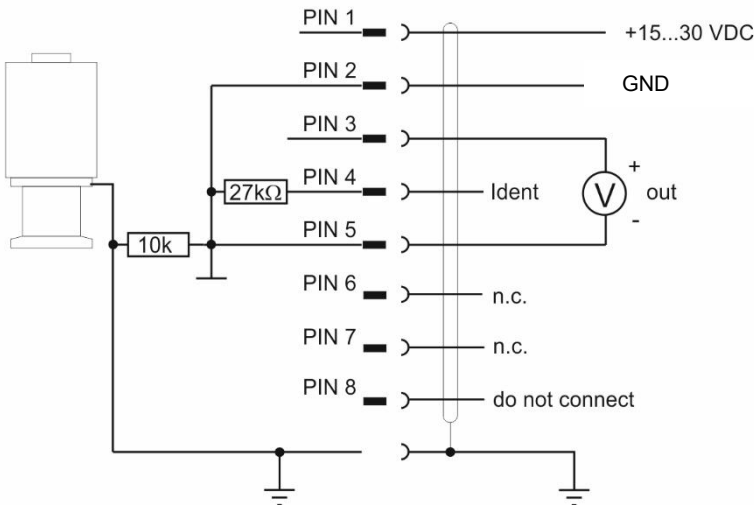 PIN 1
+15...30 VDC
PIN 2
GND
PIN 3
+
PIN 4
27kΩ
Ident
V
out
-
PIN 5
10k
PIN 6
n.c.
PIN 7
n.c.
PIN 8
do not connect